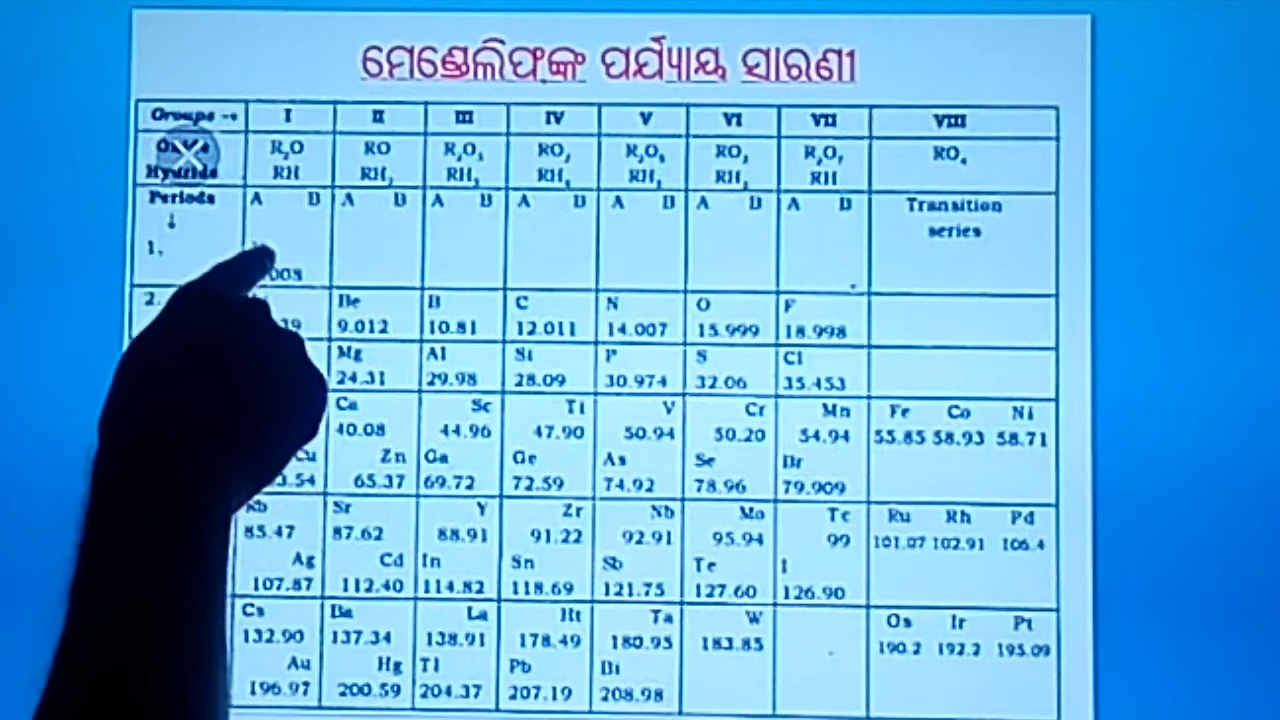 ମେଣ୍ଡେଲିଫ୍‌ଙ୍କ ପର୍ଯ୍ୟାୟ ସାରଣୀ
Groups → I II III IV V VI VII VIII
R₂O RO R₂O₃ RO₂ R₂O₅ RO₃ R₂O₇ RO₄
Hydride RH RH₂ RH₃ RH₄ RH₃ RH₂ RH
Periods A B A B A B A B A B A B A B Transition
↓ series
1.
008
2. Be B C N O F
9.012 10.81 12.011 14.007 15.999 18.998
Mg Al Si P S Cl
24.31 29.98 28.09 30.974 32.06 35.453
Ca Sc Ti V Cr Mn Fe Co Ni
40.08 44.96 47.90 50.94 50.20 54.94 55.85 58.93 58.71
Cu Zn Ga Ge As Se Br
3.54 65.37 69.72 72.59 74.92 78.96 79.909
Rb Sr Y Zr Nb Mo Tc Ru Rh Pd
85.47 87.62 88.91 91.22 92.91 95.94 99 101.07 102.91 106.4
Ag Cd In Sn Sb Te I
107.87 112.40 114.82 118.69 121.75 127.60 126.90
Cs Ba La Hf Ta W Os Ir Pt
132.90 137.34 138.91 178.49 180.95 183.85 190.2 192.2 195.09
Au Hg Tl Pb Bi
196.97 200.59 204.37 207.19 208.98